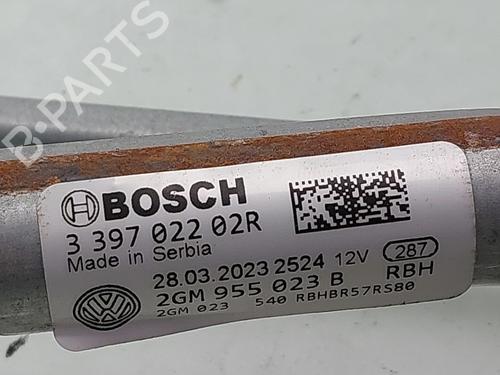 B-PARTS
BOSCH
3 397 022 02R
Made in Serbia
28.03.2023 2524 12V 287
2GM 955 023 B RBH
2GM 023 540 RBHBR57RS80